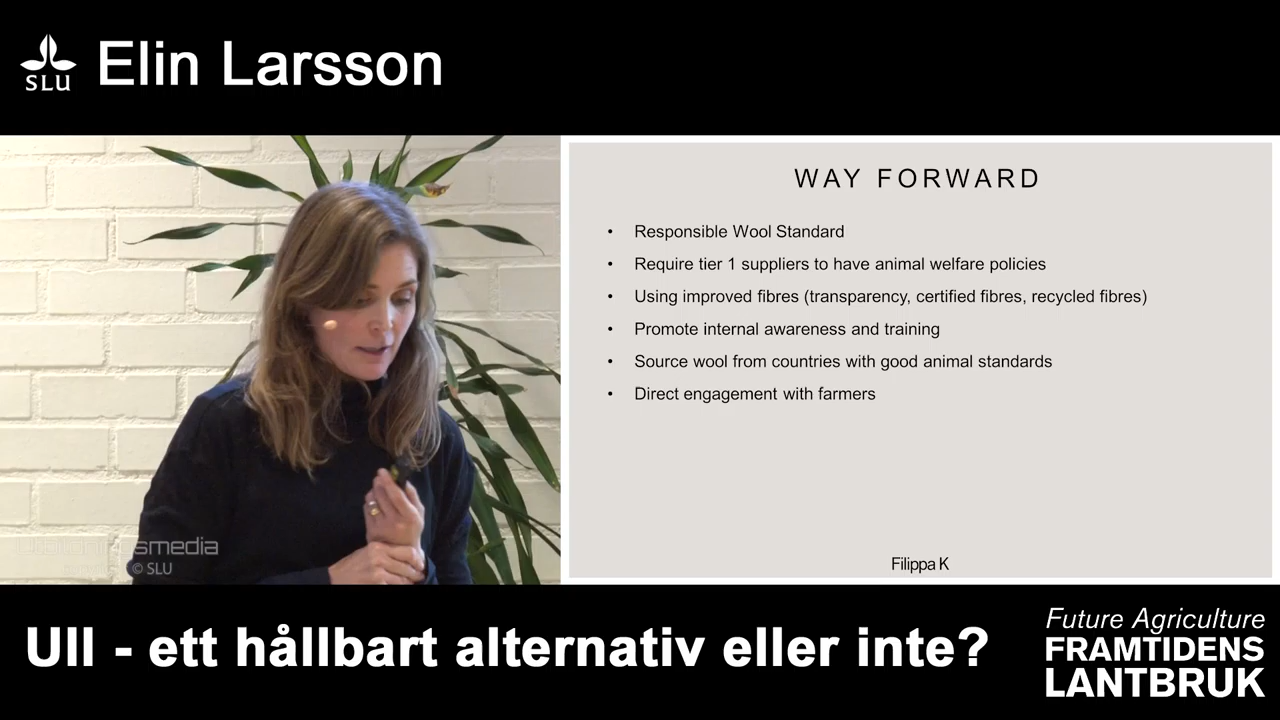 SLU
Elin Larsson
WAY FORWARD
• Responsible Wool Standard
• Require tier 1 suppliers to have animal welfare policies
• Using improved fibres (transparency, certified fibres, recycled fibres)
• Promote internal awareness and training
• Source wool from countries with good animal standards
• Direct engagement with farmers
Filippa K
© SLU
Ull - ett hållbart alternativ eller inte?
Future Agriculture
FRAMTIDENS
LANTBRUK